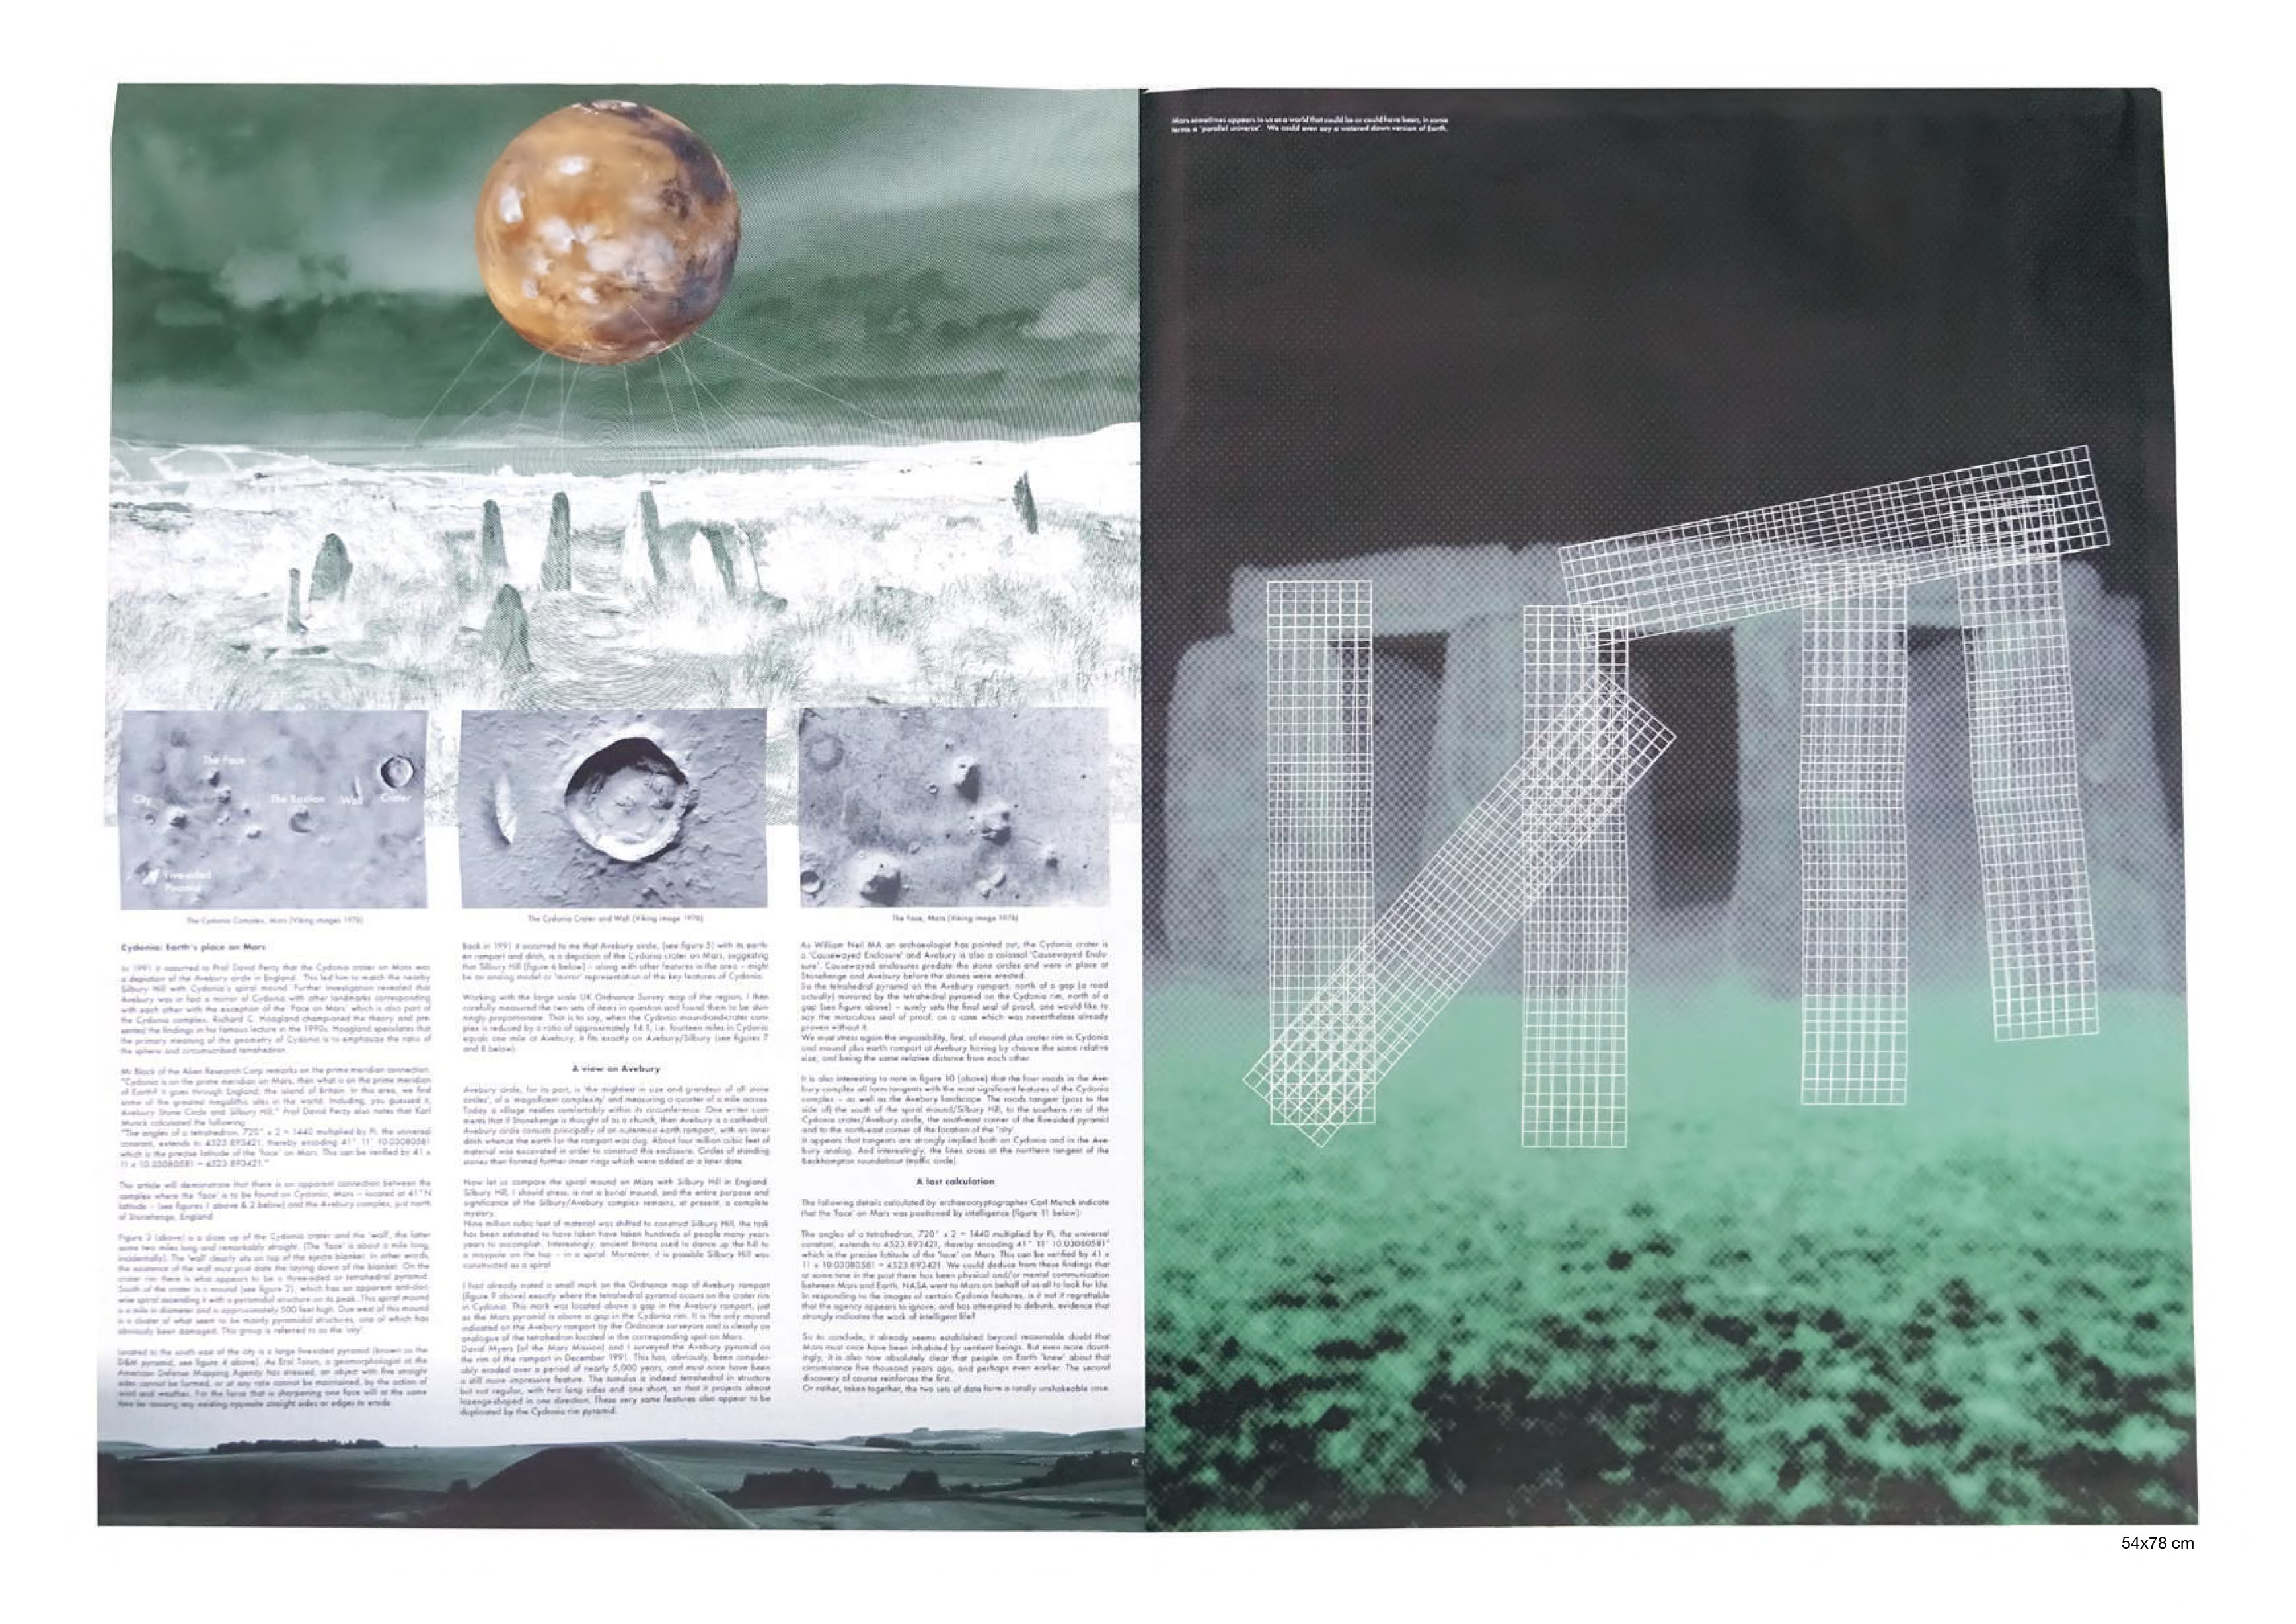 Mars sometimes appears to us as a world that could be or could have been, in some
terms a 'parallel universe'. We could even say a watered down version of Earth.
The Face
City
The Bastion
Wall
Crater
Five-sided
Pyramid
The Cydonia Complex, Mars (Viking images 1976)
The Cydonia Crater and Wall (Viking image 1976)
The Face, Mars (Viking image 1976)
Cydonia: Earth's place on Mars
In 1991 it occurred to Prof David Percy that the Cydonia crater on Mars was
a depiction of the Avebury circle in England. This led him to match the nearby
Silbury Hill with Cydonia's spiral mound. Further investigation revealed that
Avebury was in fact a mirror of Cydonia with other landmarks corresponding
with each other with the exception of the 'Face on Mars' which is also part of
the Cydonia complex. Richard C. Hoagland championed the theory and pre-
sented the findings in his famous lecture in the 1990s. Hoagland speculates that
the primary meaning of the geometry of Cydonia is to emphasize the ratio of
the sphere and circumscribed tetrahedron.
Mr Black of the Alien Research Corp remarks on the prime meridian connection.
"Cydonia is on the prime meridian on Mars, then what is on the prime meridian
of Earth? It goes through England; the island of Britain. In this area, we find
some of the greatest megalithic sites in the world. Including, you guessed it,
Avebury Stone Circle and Silbury Hill." Prof David Percy also notes that Karl
Munck calculated the following:
"The angles of a tetrahedron, 720° x 2 = 1440 multiplied by Pi, the universal
constant, extends to 4523.893421, thereby encoding 41° 11' 10.03080581
which is the precise latitude of the 'face' on Mars. This can be verified by 41 x
11 x 10.03080581 = 4523.893421."
This article will demonstrate that there is an apparent connection between the
complex where the 'face' is to be found on Cydonia, Mars – located at 41°N
latitude – (see figures 1 above & 2 below) and the Avebury complex, just north
of Stonehenge, England.
Figure 3 (above) is a close up of the Cydonia crater and the 'wall', the latter
some two miles long and remarkably straight. (The 'face' is about a mile long,
incidentally). The 'wall' clearly sits on top of the ejecta blanket. In other words,
the existence of the wall must post date the laying down of the blanket. On the
crater rim there is what appears to be a three-sided or tetrahedral pyramid.
South of the crater is a mound (see figure 2), which has an apparent anti-cloc-
wise spiral ascending it with a pyramidal structure on its peak. This spiral mound
is a mile in diameter and is approximately 500 feet high. Due west of this mound
is a cluster of what seem to be mainly pyramidal structures, one of which has
obviously been damaged. This group is referred to as the 'city'.
Located to the south east of the city is a large five-sided pyramid (known as the
D&M pyramid, see figure 4 above). As Erol Torun, a geomorphologist at the
American Defense Mapping Agency has stressed, an object with five straight
sides cannot be formed, or at any rate cannot be maintained, by the action of
wind and weather. For the force that is sharpening one face will at the same
time be causing any existing opposite straight sides or edges to erode.
Back in 1991 it occurred to me that Avebury circle, (see figure 5) with its earth-
en rampart and ditch, is a depiction of the Cydonia crater on Mars, suggesting
that Silbury Hill (figure 6 below) – along with other features in the area – might
be an analog model or 'mirror' representation of the key features of Cydonia.
Working with the large scale UK Ordnance Survey map of the region, I then
carefully measured the two sets of items in question and found them to be stun-
ningly proportionate. That is to say, when the Cydonia mound-and-crater com-
plex is reduced by a ratio of approximately 14:1, i.e. fourteen miles in Cydonia
equals one mile at Avebury, it fits exactly on Avebury/Silbury (see figures 7
and 8 below).
A view on Avebury
Avebury circle, for its part, is 'the mightiest in size and grandeur of all stone
circles', of a 'magnificent complexity' and measuring a quarter of a mile across.
Today a village nestles comfortably within its circumference. One writer com-
ments that if Stonehenge is thought of as a church, then Avebury is a cathedral.
Avebury circle consists principally of an outermost earth rampart, with an inner
ditch whence the earth for the rampart was dug. About four million cubic feet of
material was excavated in order to construct this enclosure. Circles of standing
stones then formed further inner rings which were added at a later date.
Now let us compare the spiral mound on Mars with Silbury Hill in England.
Silbury Hill, I should stress, is not a burial mound, and the entire purpose and
significance of the Silbury/Avebury complex remains, at present, a complete
mystery.
Nine million cubic feet of material was shifted to construct Silbury Hill, the task
has been estimated to have taken have taken hundreds of people many years
years to accomplish. Interestingly, ancient Britons used to dance up the hill to
a maypole on the top – in a spiral. Moreover, it is possible Silbury Hill was
constructed as a spiral.
I had already noted a small mark on the Ordnance map of Avebury rampart
(figure 9 above) exactly where the tetrahedral pyramid occurs on the crater rim
in Cydonia. This mark was located above a gap in the Avebury rampart, just
as the Mars pyramid is above a gap in the Cydonia rim. It is the only mound
indicated on the Avebury rampart by the Ordnance surveyors and is clearly an
analogue of the tetrahedron located in the corresponding spot on Mars.
David Myers (of the Mars Mission) and I surveyed the Avebury pyramid on
the rim of the rampart in December 1991. This has, obviously, been consider-
ably eroded over a period of nearly 5,000 years, and must once have been
a still more impressive feature. The tumulus is indeed tetrahedral in structure
but not regular, with two long sides and one short, so that it projects almost
lozenge-shaped in one direction. These very same features also appear to be
duplicated by the Cydonia rim pyramid.
As William Neil MA an archaeologist has pointed out, the Cydonia crater is
a 'Causewayed Enclosure' and Avebury is also a colossal 'Causewayed Enclo-
sure'. Causewayed enclosures predate the stone circles and were in place at
Stonehenge and Avebury before the stones were erected.
So the tetrahedral pyramid on the Avebury rampart, north of a gap (a road
actually) mirrored by the tetrahedral pyramid on the Cydonia rim, north of a
gap (see figure above) – surely sets the final seal of proof, one would like to
say the miraculous seal of proof, on a case which was nevertheless already
proven without it.
We must stress again the impossibility, first, of mound plus crater rim in Cydonia
and mound plus earth rampart at Avebury having by chance the same relative
size, and being the same relative distance from each other.
It is also interesting to note in figure 10 (above) that the four roads in the Ave-
bury complex all form tangents with the most significant features of the Cydonia
complex – as well as the Avebury landscape. The roads tangent (pass to the
side of) the south of the spiral mound/Silbury Hill, to the southern rim of the
Cydonia crater/Avebury circle, the south-east corner of the five-sided pyramid
and to the north-east corner of the location of the 'city'.
It appears that tangents are strongly implied both on Cydonia and in the Ave-
bury analog. And interestingly, the lines cross at the northern tangent of the
Beckhampton roundabout (traffic circle).
A last calculation
The following details calculated by archaeocryptographer Carl Munck indicate
that the 'Face' on Mars was positioned by intelligence (figure 11 below):
The angles of a tetrahedron, 720° x 2 = 1440 multiplied by Pi, the universal
constant, extends to 4523.893421, thereby encoding 41° 11' 10.03080581"
which is the precise latitude of the 'face' on Mars. This can be verified by 41 x
11 x 10.03080581 = 4523.893421. We could deduce from these findings that
at some time in the past there has been physical and/or mental communication
between Mars and Earth. NASA went to Mars on behalf of us all to look for life.
In responding to the images of certain Cydonia features, is it not it regrettable
that the agency appears to ignore, and has attempted to debunk, evidence that
strongly indicates the work of intelligent life?
So to conclude, it already seems established beyond reasonable doubt that
Mars must once have been inhabited by sentient beings. But even more daunt-
ingly, it is also now absolutely clear that people on Earth 'knew' about that
circumstance five thousand years ago, and perhaps even earlier. The second
discovery of course reinforces the first.
Or rather, taken together, the two sets of data form a totally unshakeable case.
54x78 cm